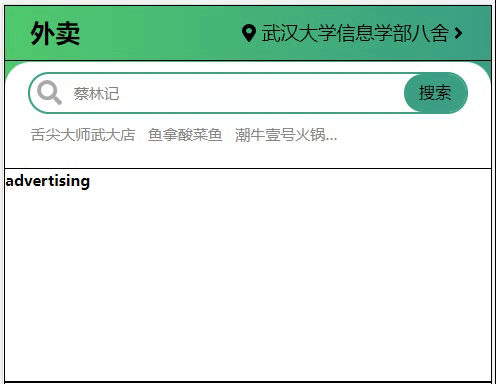 外卖 武汉大学信息学部八舍
蔡林记 搜索
舌尖大师武大店 鱼拿酸菜鱼 潮牛壹号火锅...
advertising